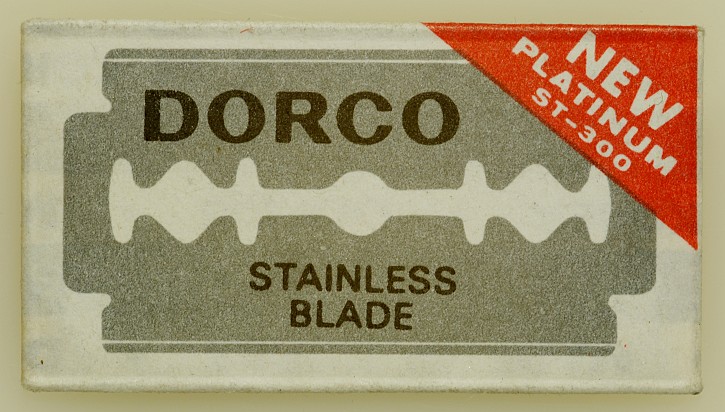 DORCO
NEW
PLATINUM
ST-300
STAINLESS
BLADE